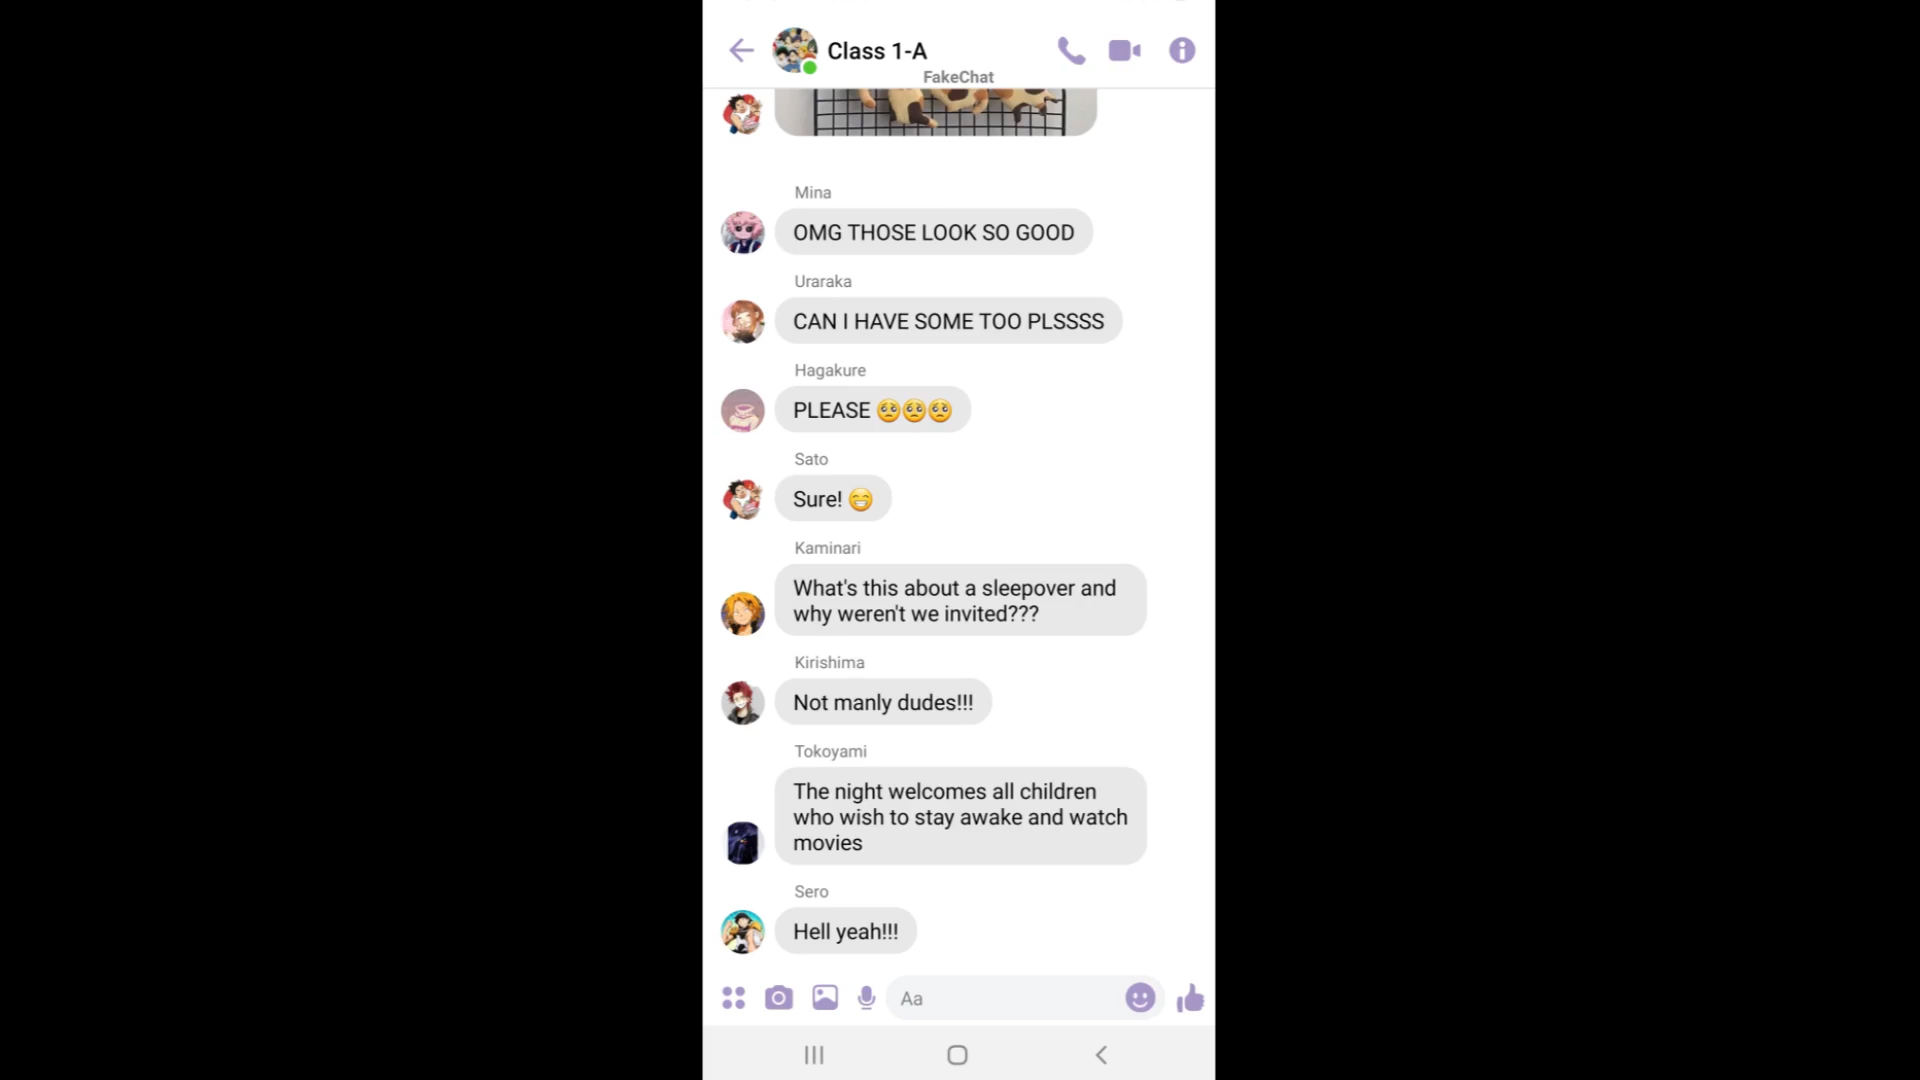 Class 1-A
FakeChat
Mina
OMG THOSE LOOK SO GOOD
Uraraka
CAN I HAVE SOME TOO PLSSSS
Hagakure
PLEASE 🥺🥺🥺
Sato
Sure! 😁
Kaminari
What's this about a sleepover and
why weren't we invited???
Kirishima
Not manly dudes!!!
Tokoyami
The night welcomes all children
who wish to stay awake and watch
movies
Sero
Hell yeah!!!
Aa